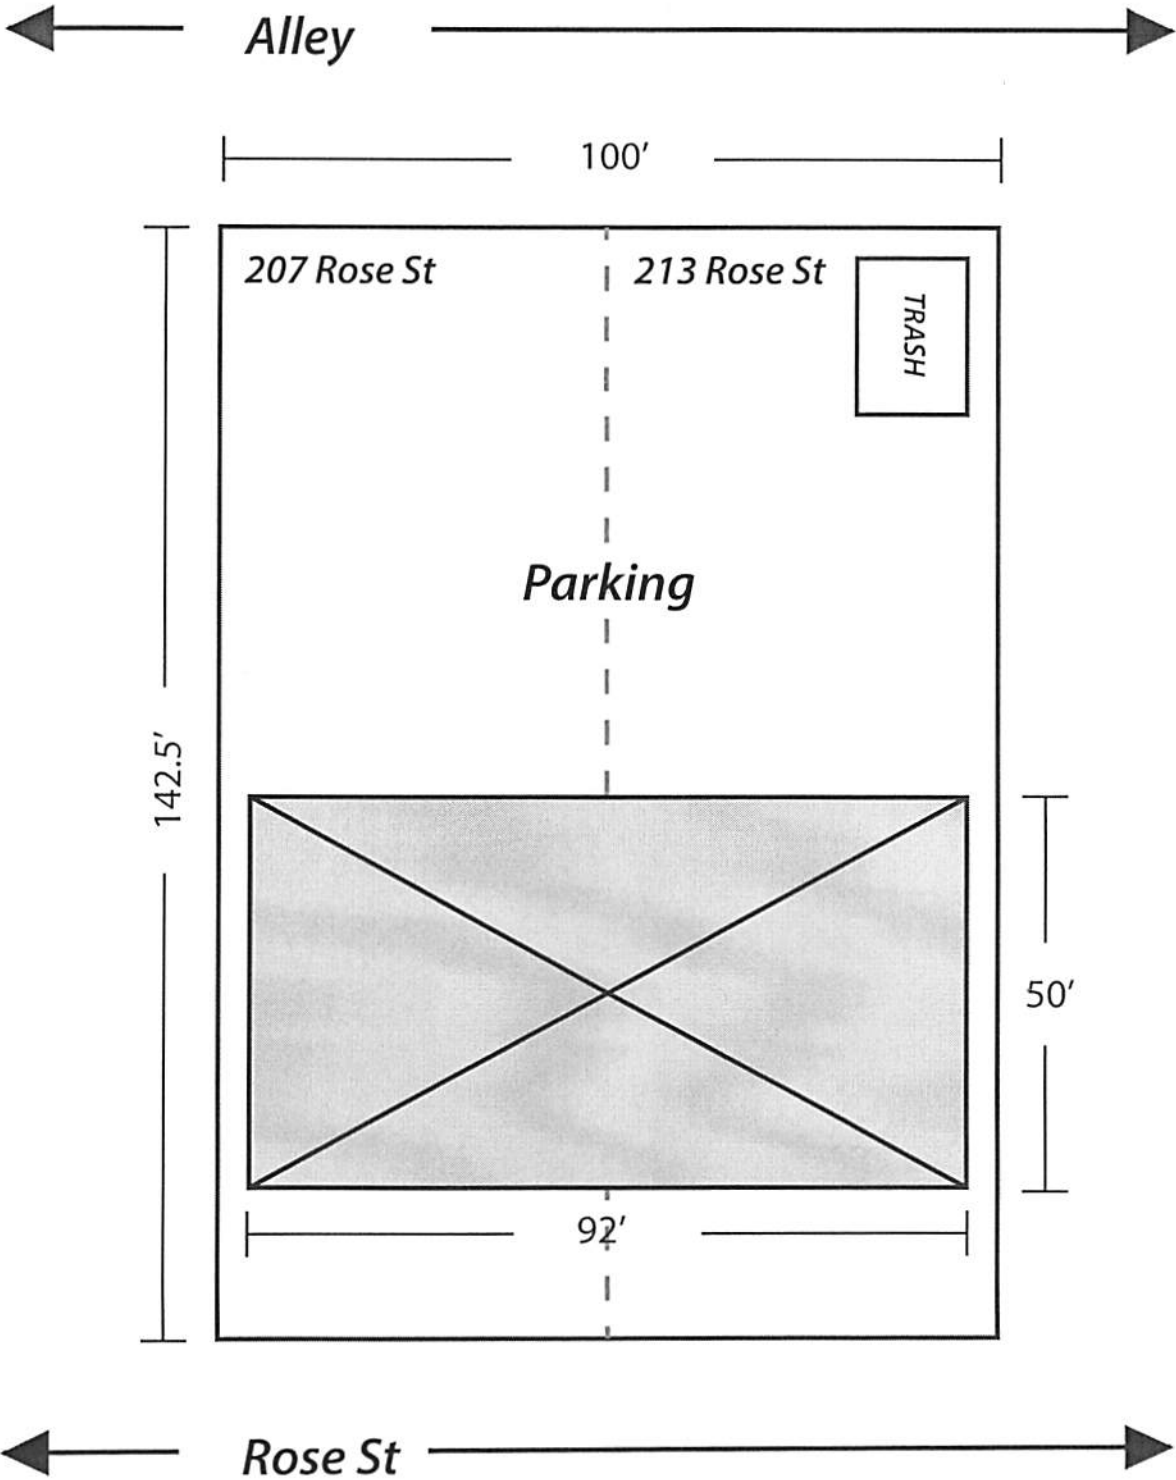 Alley
100′
207 Rose St
213 Rose St
TRASH
Parking
142.5′
50′
92′
Rose St